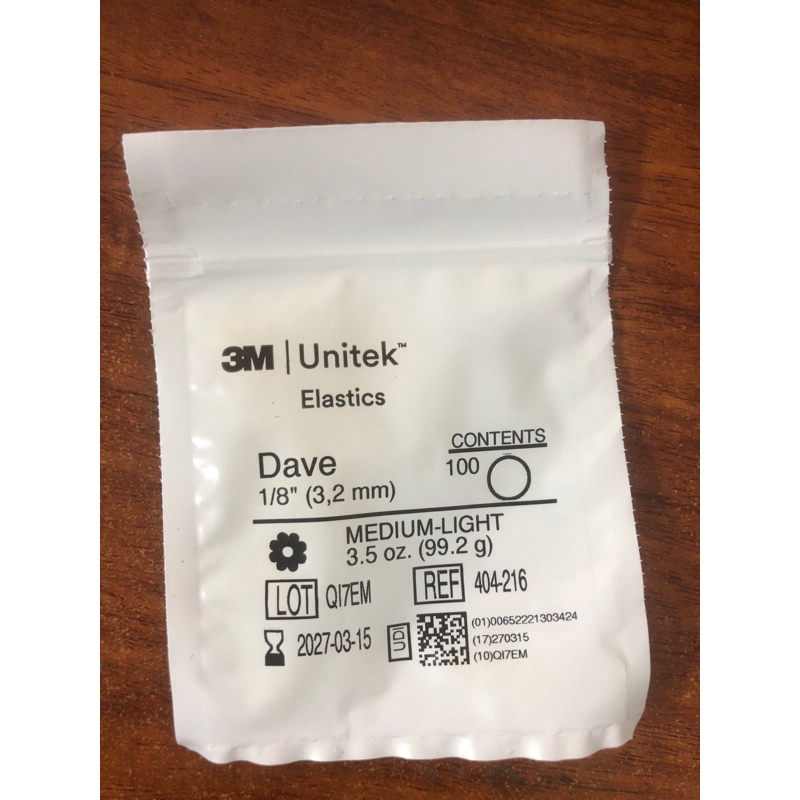 3M | Unitek™
Elastics
CONTENTS
100
Dave
1/8" (3,2 mm)
MEDIUM-LIGHT
3.5 oz. (99.2 g)
LOT QI7EM
REF 404-216
2027-03-15
UDI
(01)00652221303424
(17)270315
(10)QI7EM